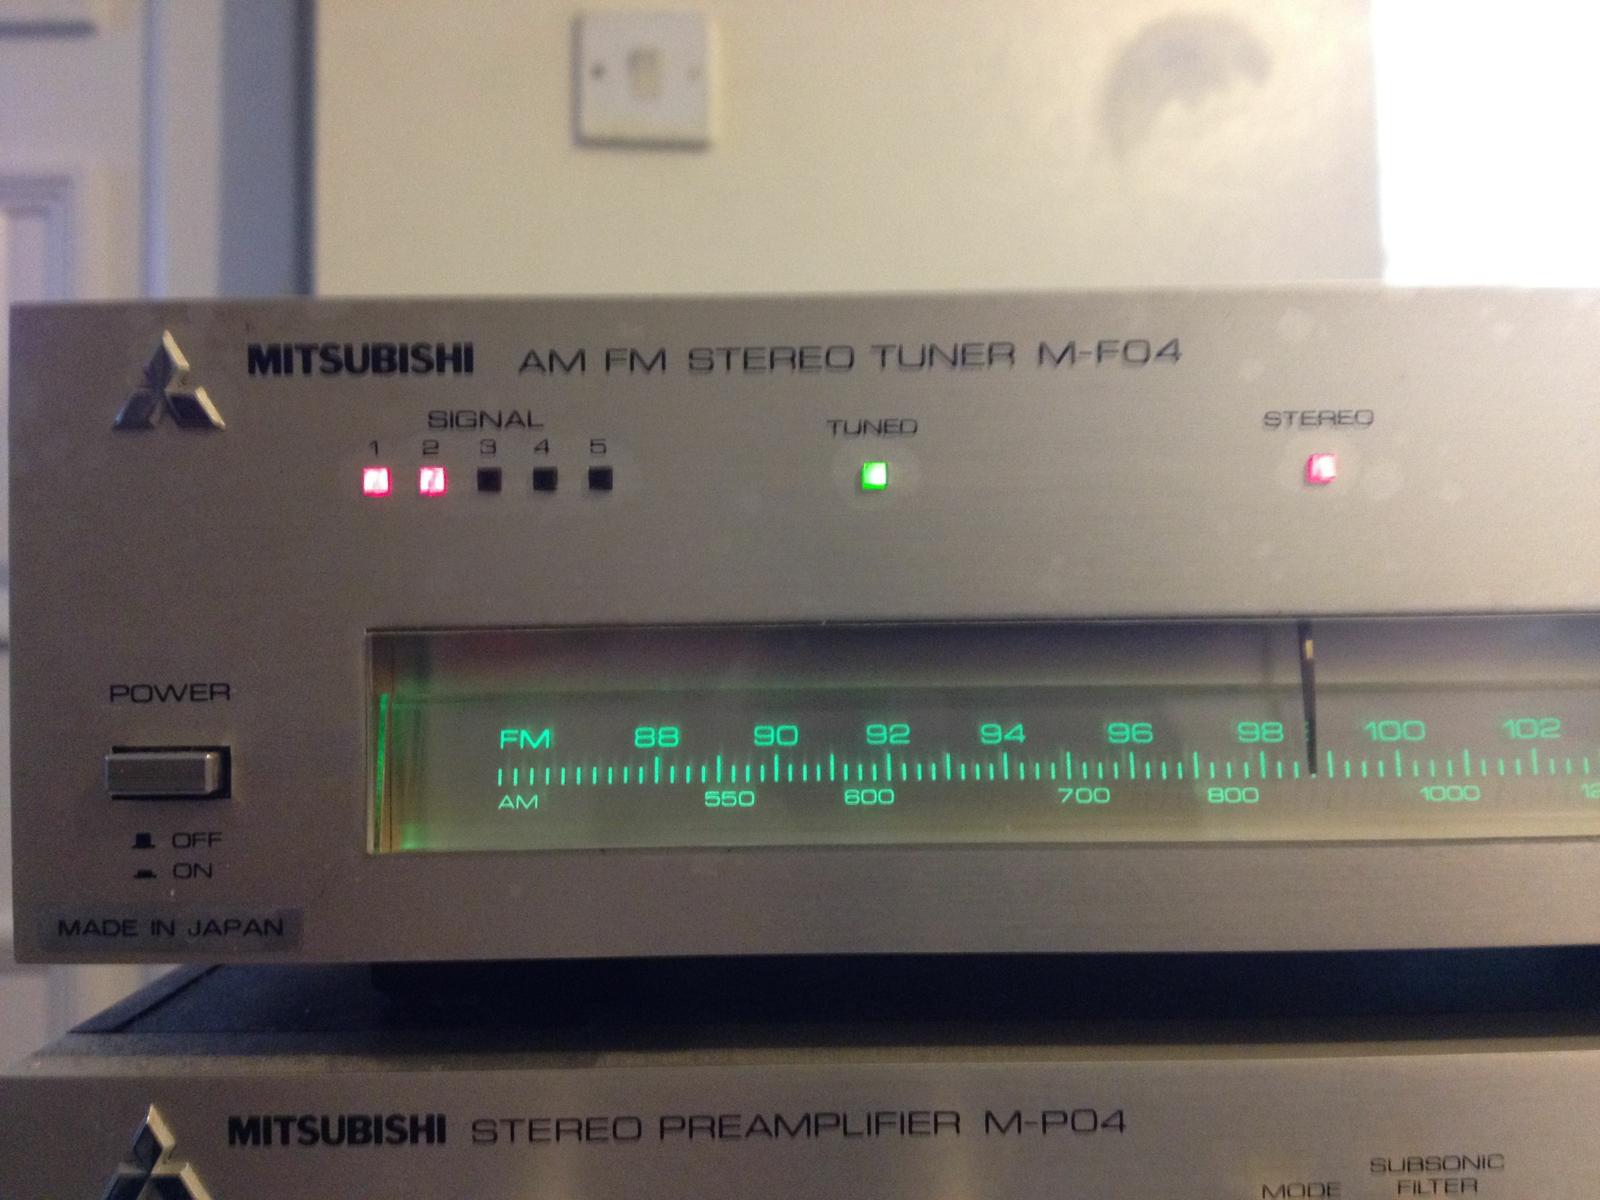 MITSUBISHI AM FM STEREO TUNER M-F04
SIGNAL
1 2 3 4 5
TUNED
STEREO
POWER
OFF
ON
FM 88 90 92 94 96 98 100 102
AM 550 600 700 800 1000
MADE IN JAPAN
MITSUBISHI STEREO PREAMPLIFIER M-P04
MODE
SUBSONIC
FILTER